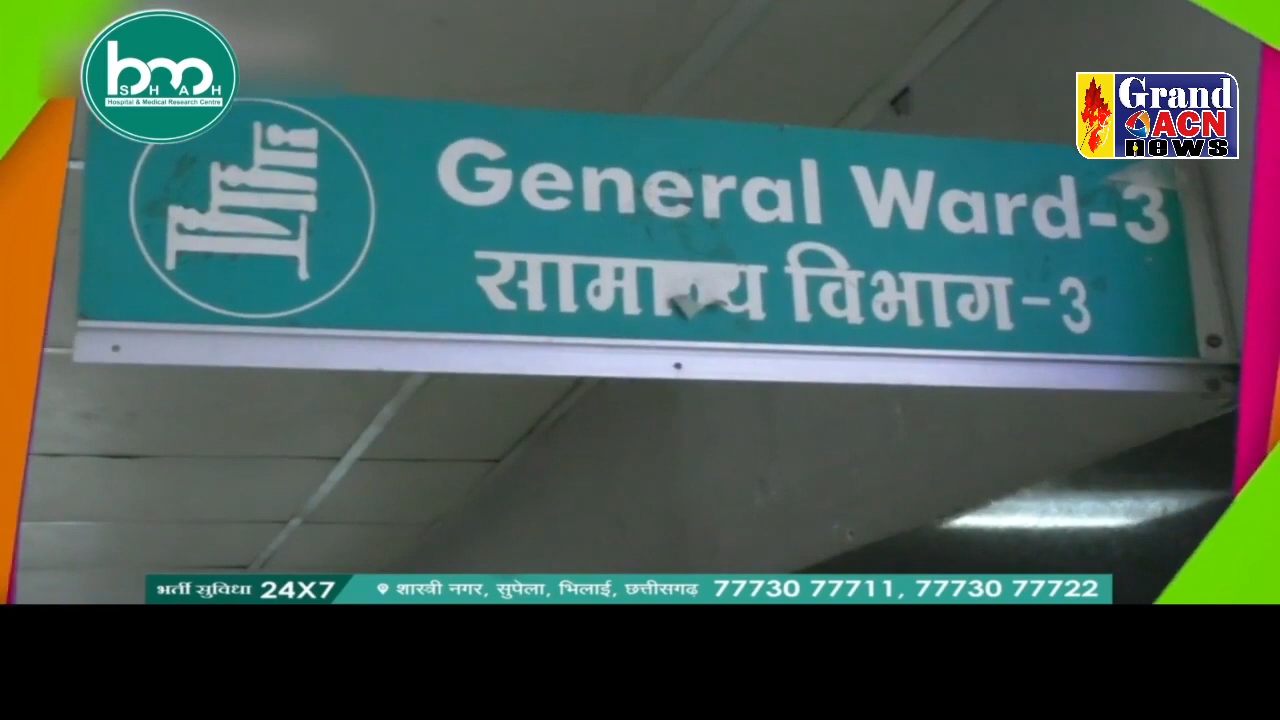 bm
SHAH
Hospital & Medical Research Centre
Grand
ACN
news
General Ward-3
सामान्य विभाग-3
भर्ती सुविधा 24X7
शास्त्री नगर, सुपेला, भिलाई, छत्तीसगढ़ 77730 77711, 77730 77722